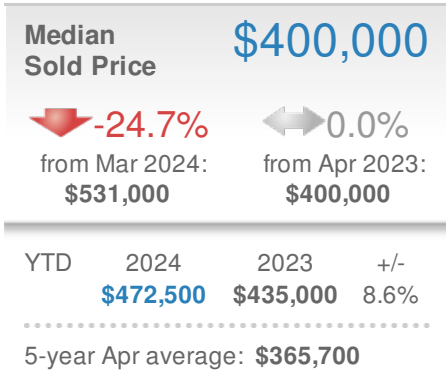 Median $400,000
Sold Price
-24.7% 0.0%
from Mar 2024: from Apr 2023:
$531,000 $400,000
YTD 2024 2023 +/-
$472,500 $435,000 8.6%
5-year Apr average: $365,700